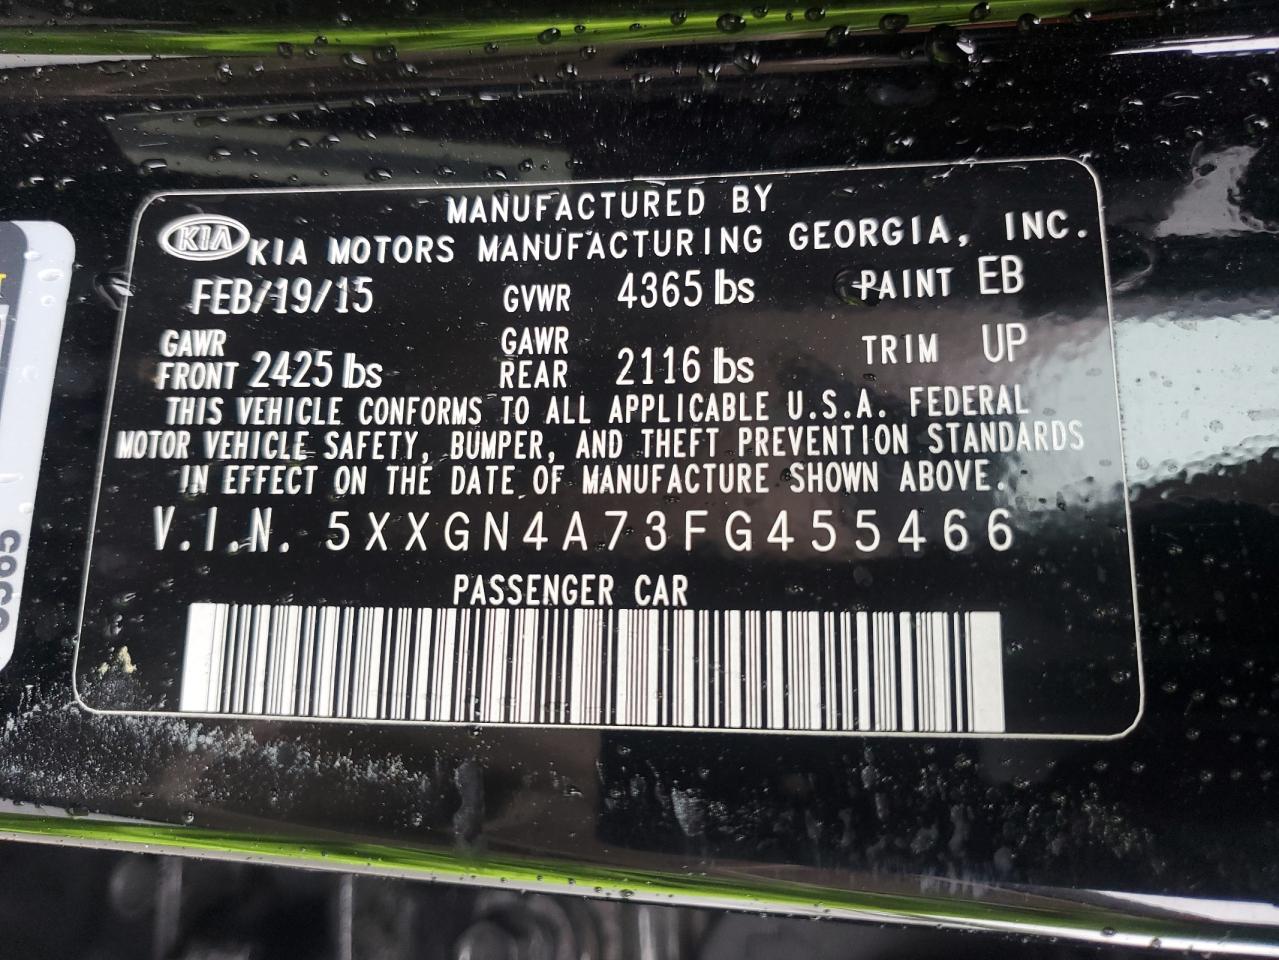 MANUFACTURED BY
KIA KIA MOTORS MANUFACTURING GEORGIA, INC.
FEB/19/15 GVWR 4365 lbs PAINT EB
GAWR FRONT 2425 lbs GAWR REAR 2116 lbs TRIM UP
THIS VEHICLE CONFORMS TO ALL APPLICABLE U.S.A. FEDERAL
MOTOR VEHICLE SAFETY, BUMPER, AND THEFT PREVENTION STANDARDS
IN EFFECT ON THE DATE OF MANUFACTURE SHOWN ABOVE.
V.I.N. 5XXGN4A73FG455466
PASSENGER CAR